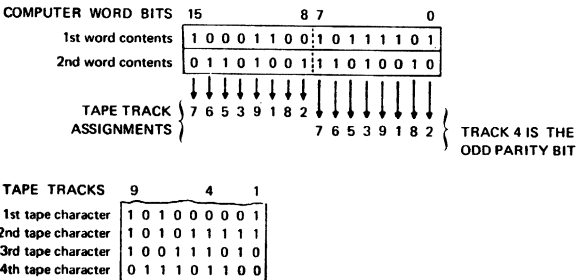 COMPUTER WORD BITS 15 8 7 0
1st word contents 1 0 0 0 1 1 0 0 1 0 1 1 1 1 0 1
2nd word contents 0 1 1 0 1 0 0 1 1 1 0 1 0 0 1 0
TAPE TRACK 7 6 5 3 9 1 8 2
ASSIGNMENTS 7 6 5 3 9 1 8 2
TRACK 4 IS THE
ODD PARITY BIT
TAPE TRACKS 9 4 1
1st tape character 1 0 1 0 0 0 0 0 1
2nd tape character 1 0 1 0 1 1 1 1 1
3rd tape character 1 0 0 1 1 1 0 1 0
4th tape character 0 1 1 1 0 1 1 0 0